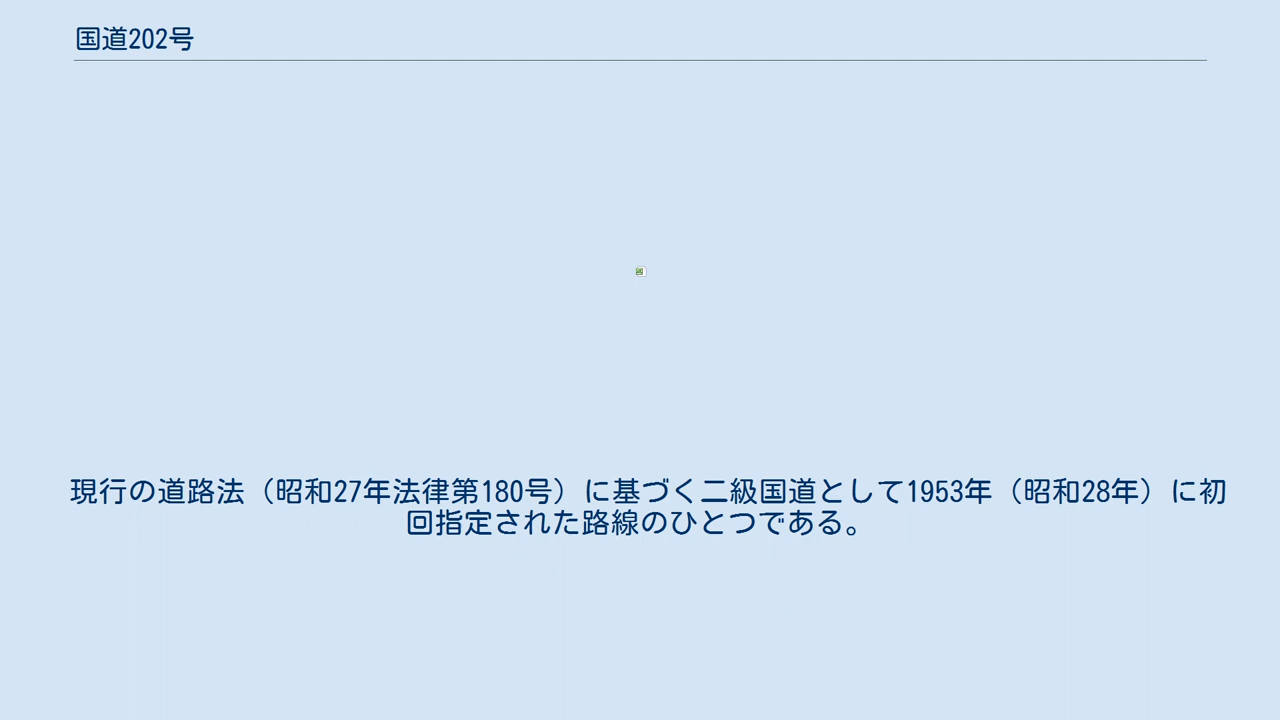 国道202号
現行の道路法（昭和27年法律第180号）に基づく二級国道として1953年（昭和28年）に初
回指定された路線のひとつである。